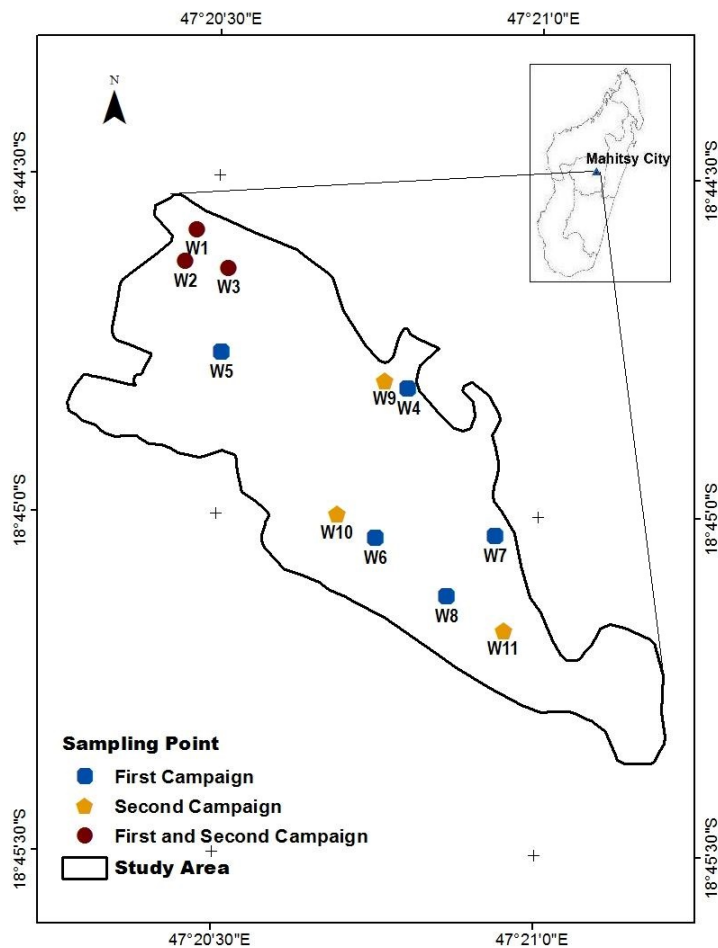 47°20'30"E 47°21'0"E
N
18°44'30"S 18°44'30"S
Mahitsy City
W1
W2
W3
W5
W9
W4
W10
W6
W7
W8
W11
18°45'0"S 18°45'0"S
Sampling Point
First Campaign
Second Campaign
First and Second Campaign
Study Area
18°45'30"S 18°45'30"S
47°20'30"E 47°21'0"E